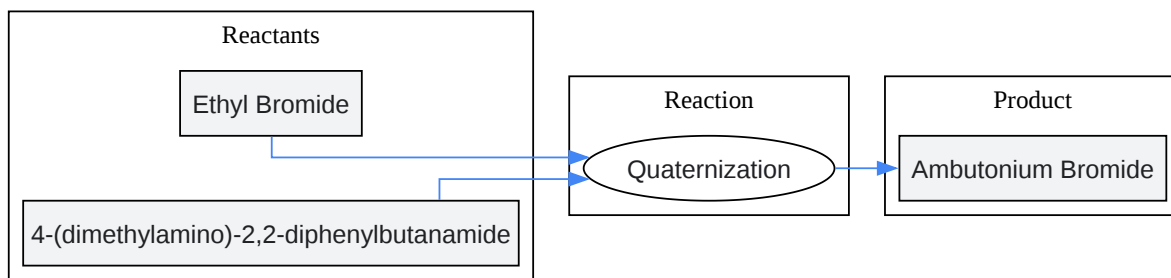 Reactants
Ethyl Bromide
4-(dimethylamino)-2,2-diphenylbutanamide
Reaction
Quaternization
Product
Ambutonium Bromide